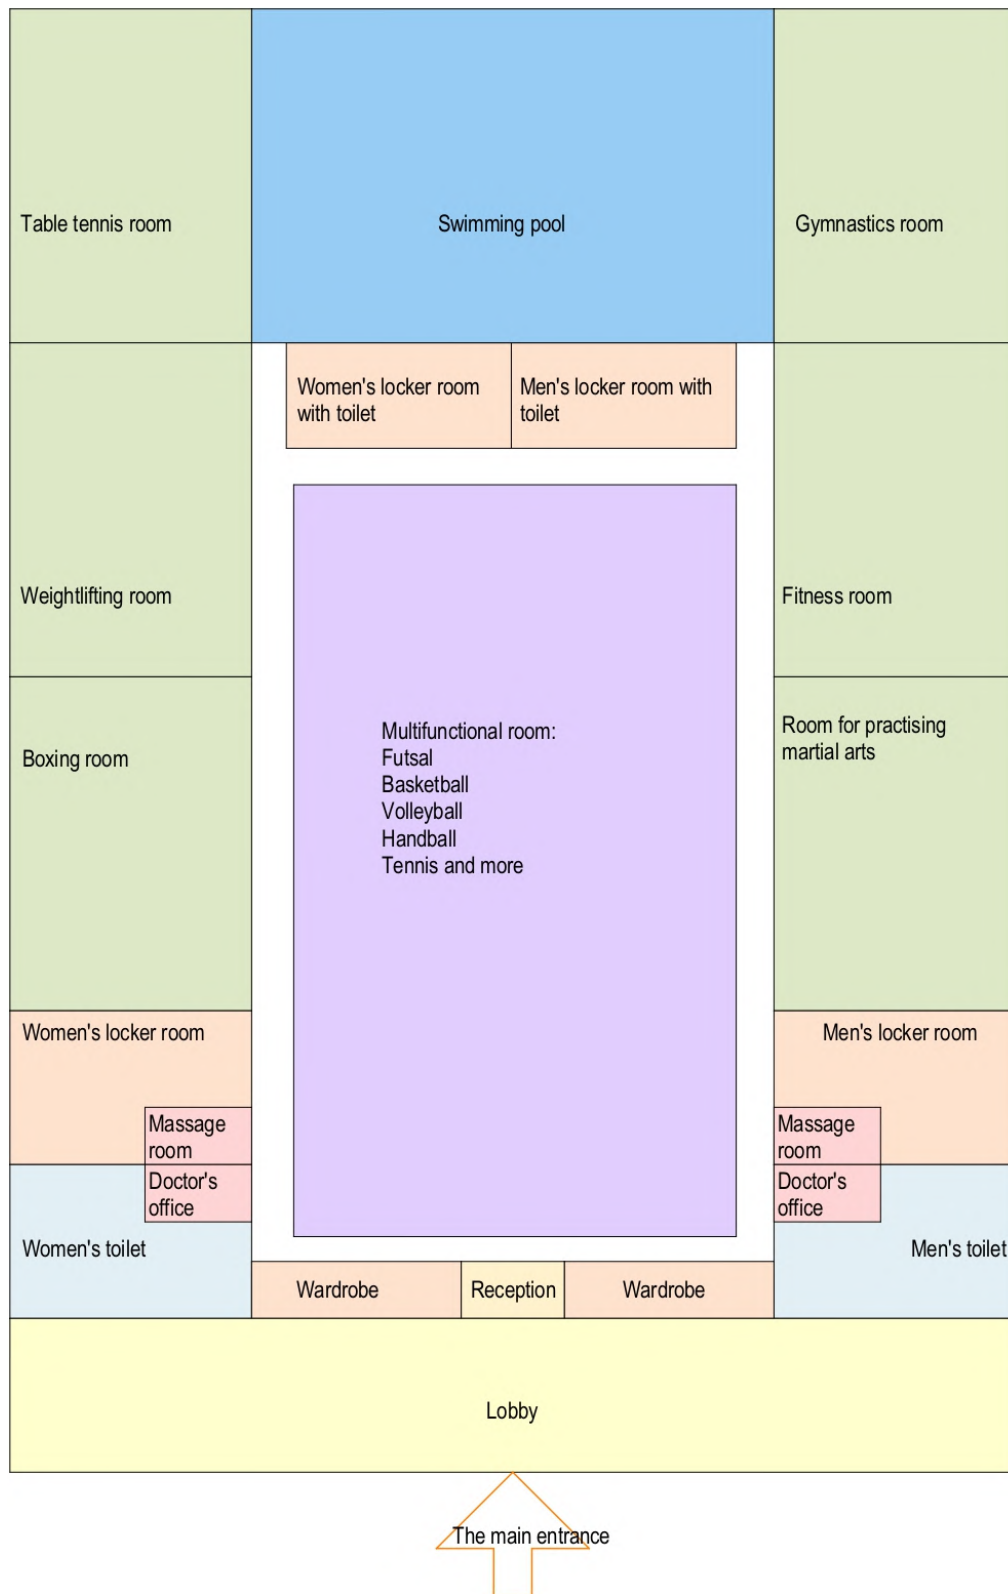 Table tennis room
Swimming pool
Gymnastics room
Women's locker room
with toilet
Men's locker room with
toilet
Weightlifting room
Fitness room
Multifunctional room:
Futsal
Basketball
Volleyball
Handball
Tennis and more
Boxing room
Room for practising
martial arts
Women's locker room
Men's locker room
Massage
room
Doctor's
office
Massage
room
Doctor's
office
Women's toilet
Men's toilet
Wardrobe
Reception
Wardrobe
Lobby
The main entrance